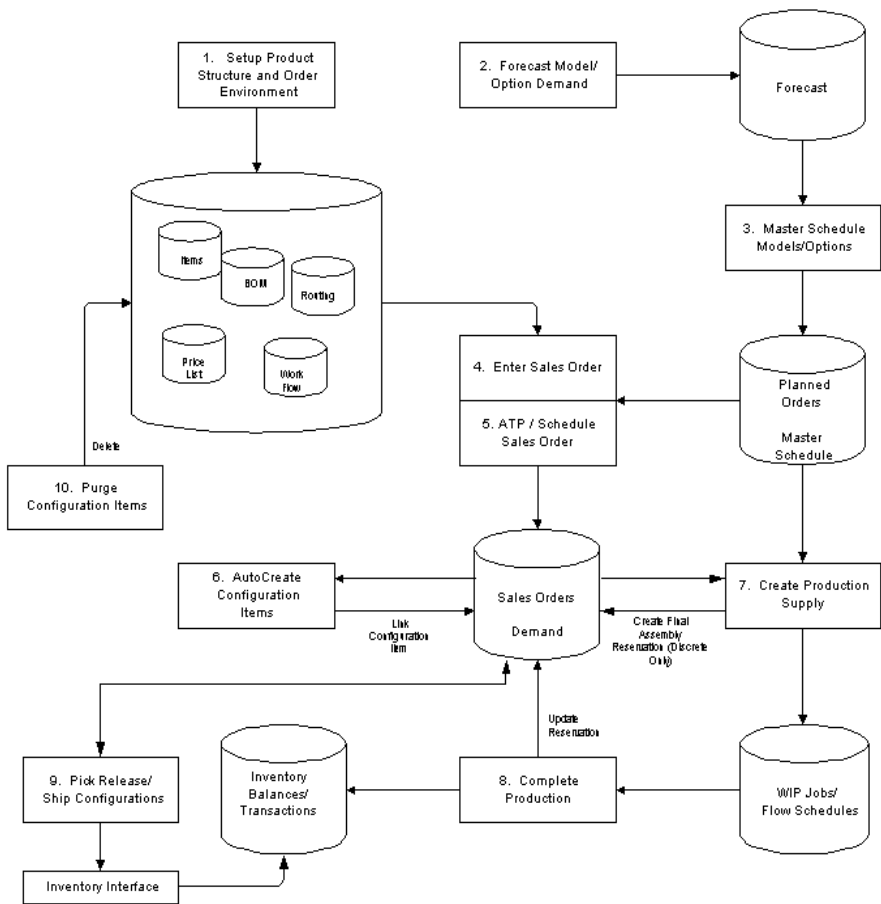 1. Setup Product
Structure and Order
Environment
2. Forecast Model/
Option Demand
Forecast
3. Master Schedule
Models/Options
Items
BOM
Routing
Price
List
Work
Flow
4. Enter Sales Order
5. ATP / Schedule
Sales Order
Planned
Orders
Master
Schedule
Delete
10. Purge
Configuration Items
6. AutoCreate
Configuration
Items
Link
Configuration
Item
Sales Orders
Demand
7. Create Production
Supply
Create Final
Assembly
Reservation (Discrete
Only)
Update
Reservation
9. Pick Release/
Ship Configurations
Inventory
Balances/
Transactions
8. Complete
Production
WIP Jobs/
Flow Schedules
Inventory Interface